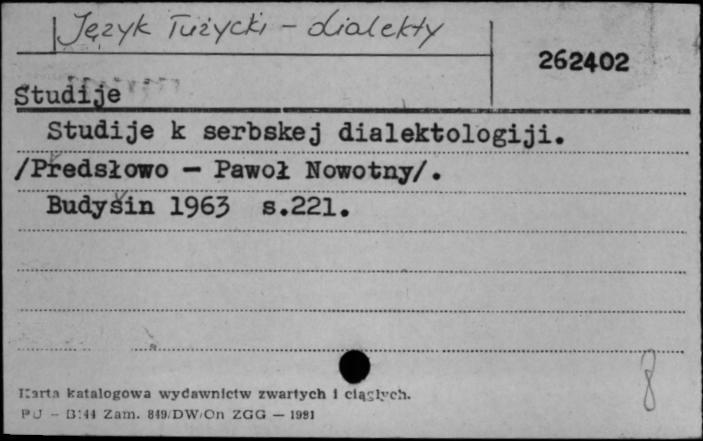 Język Łużycki - dialekty
262402
Studije
Studije k serbskej dialektologiji.
/Předsłowo — Pawoł Nowotny/.
Budyšin 1963 s.221.
8
Karta katalogowa wydawnictw zwartych i ciągłych.
PU - B/44 Zam. 849/DW/On ZGG — 1981